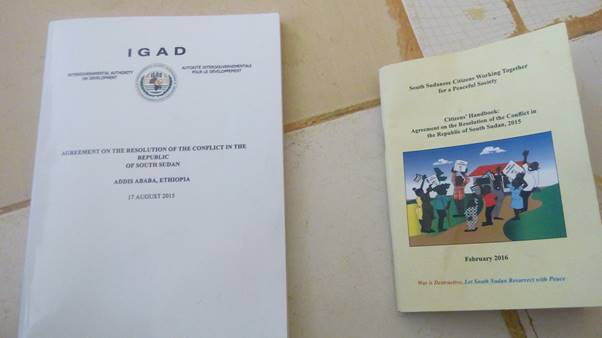 IGAD
INTERGOVERNMENTAL AUTHORITY
ON DEVELOPMENT
AUTORITÉ INTERGOUVERNEMENTALE
POUR LE DÉVELOPPEMENT
AGREEMENT ON THE RESOLUTION OF THE CONFLICT IN THE
REPUBLIC
OF SOUTH SUDAN
ADDIS ABABA, ETHIOPIA
17 AUGUST 2015
South Sudanese Citizens Working Together
for a Peaceful Society
Citizens' Handbook:
Agreement on the Resolution of the Conflict in
the Republic of South Sudan, 2015
February 2016
War is Destructive, Let South Sudan Resurrect with Peace